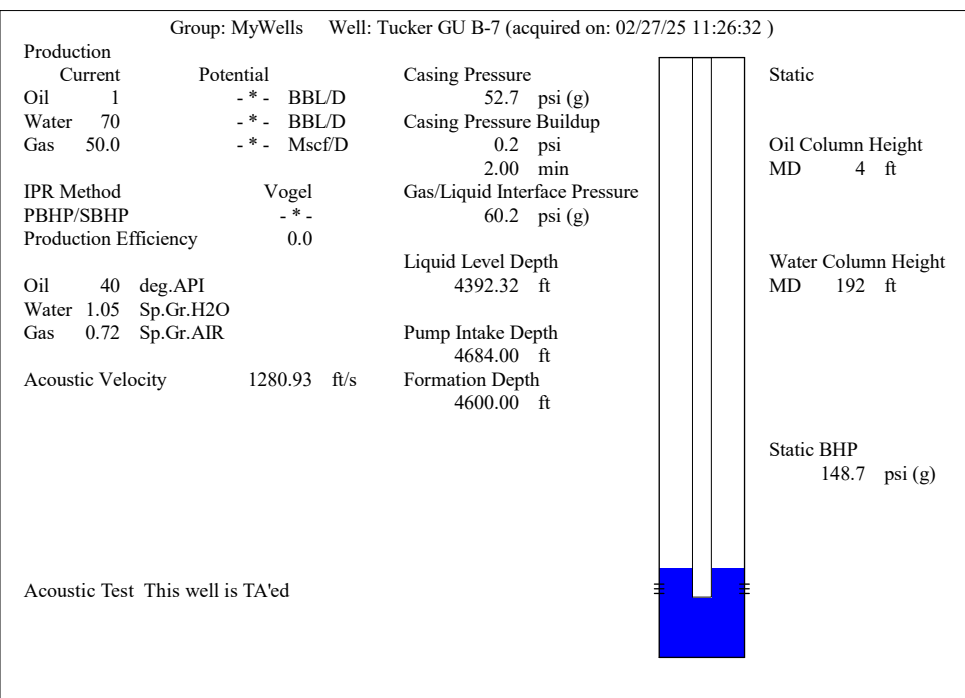 Group: MyWells Well: Tucker GU B-7 (acquired on: 02/27/25 11:26:32 )
Production
Current Potential
Oil 1 - * - BBL/D
Water 70 - * - BBL/D
Gas 50.0 - * - Mscf/D
IPR Method Vogel
PBHP/SBHP - * -
Production Efficiency 0.0
Oil 40 deg.API
Water 1.05 Sp.Gr.H2O
Gas 0.72 Sp.Gr.AIR
Acoustic Velocity 1280.93 ft/s
Casing Pressure
52.7 psi (g)
Casing Pressure Buildup
0.2 psi
2.00 min
Gas/Liquid Interface Pressure
60.2 psi (g)
Liquid Level Depth
4392.32 ft
Pump Intake Depth
4684.00 ft
Formation Depth
4600.00 ft
Static
Oil Column Height
MD 4 ft
Water Column Height
MD 192 ft
Static BHP
148.7 psi (g)
Acoustic Test This well is TA'ed